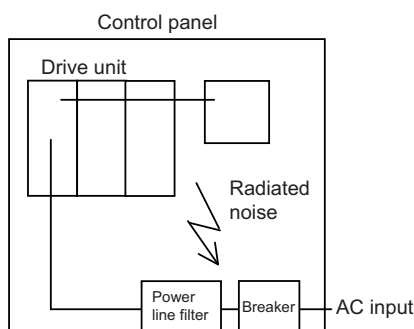 Control panel
Drive unit
Radiated
noise
Power
line filter
Breaker
AC input